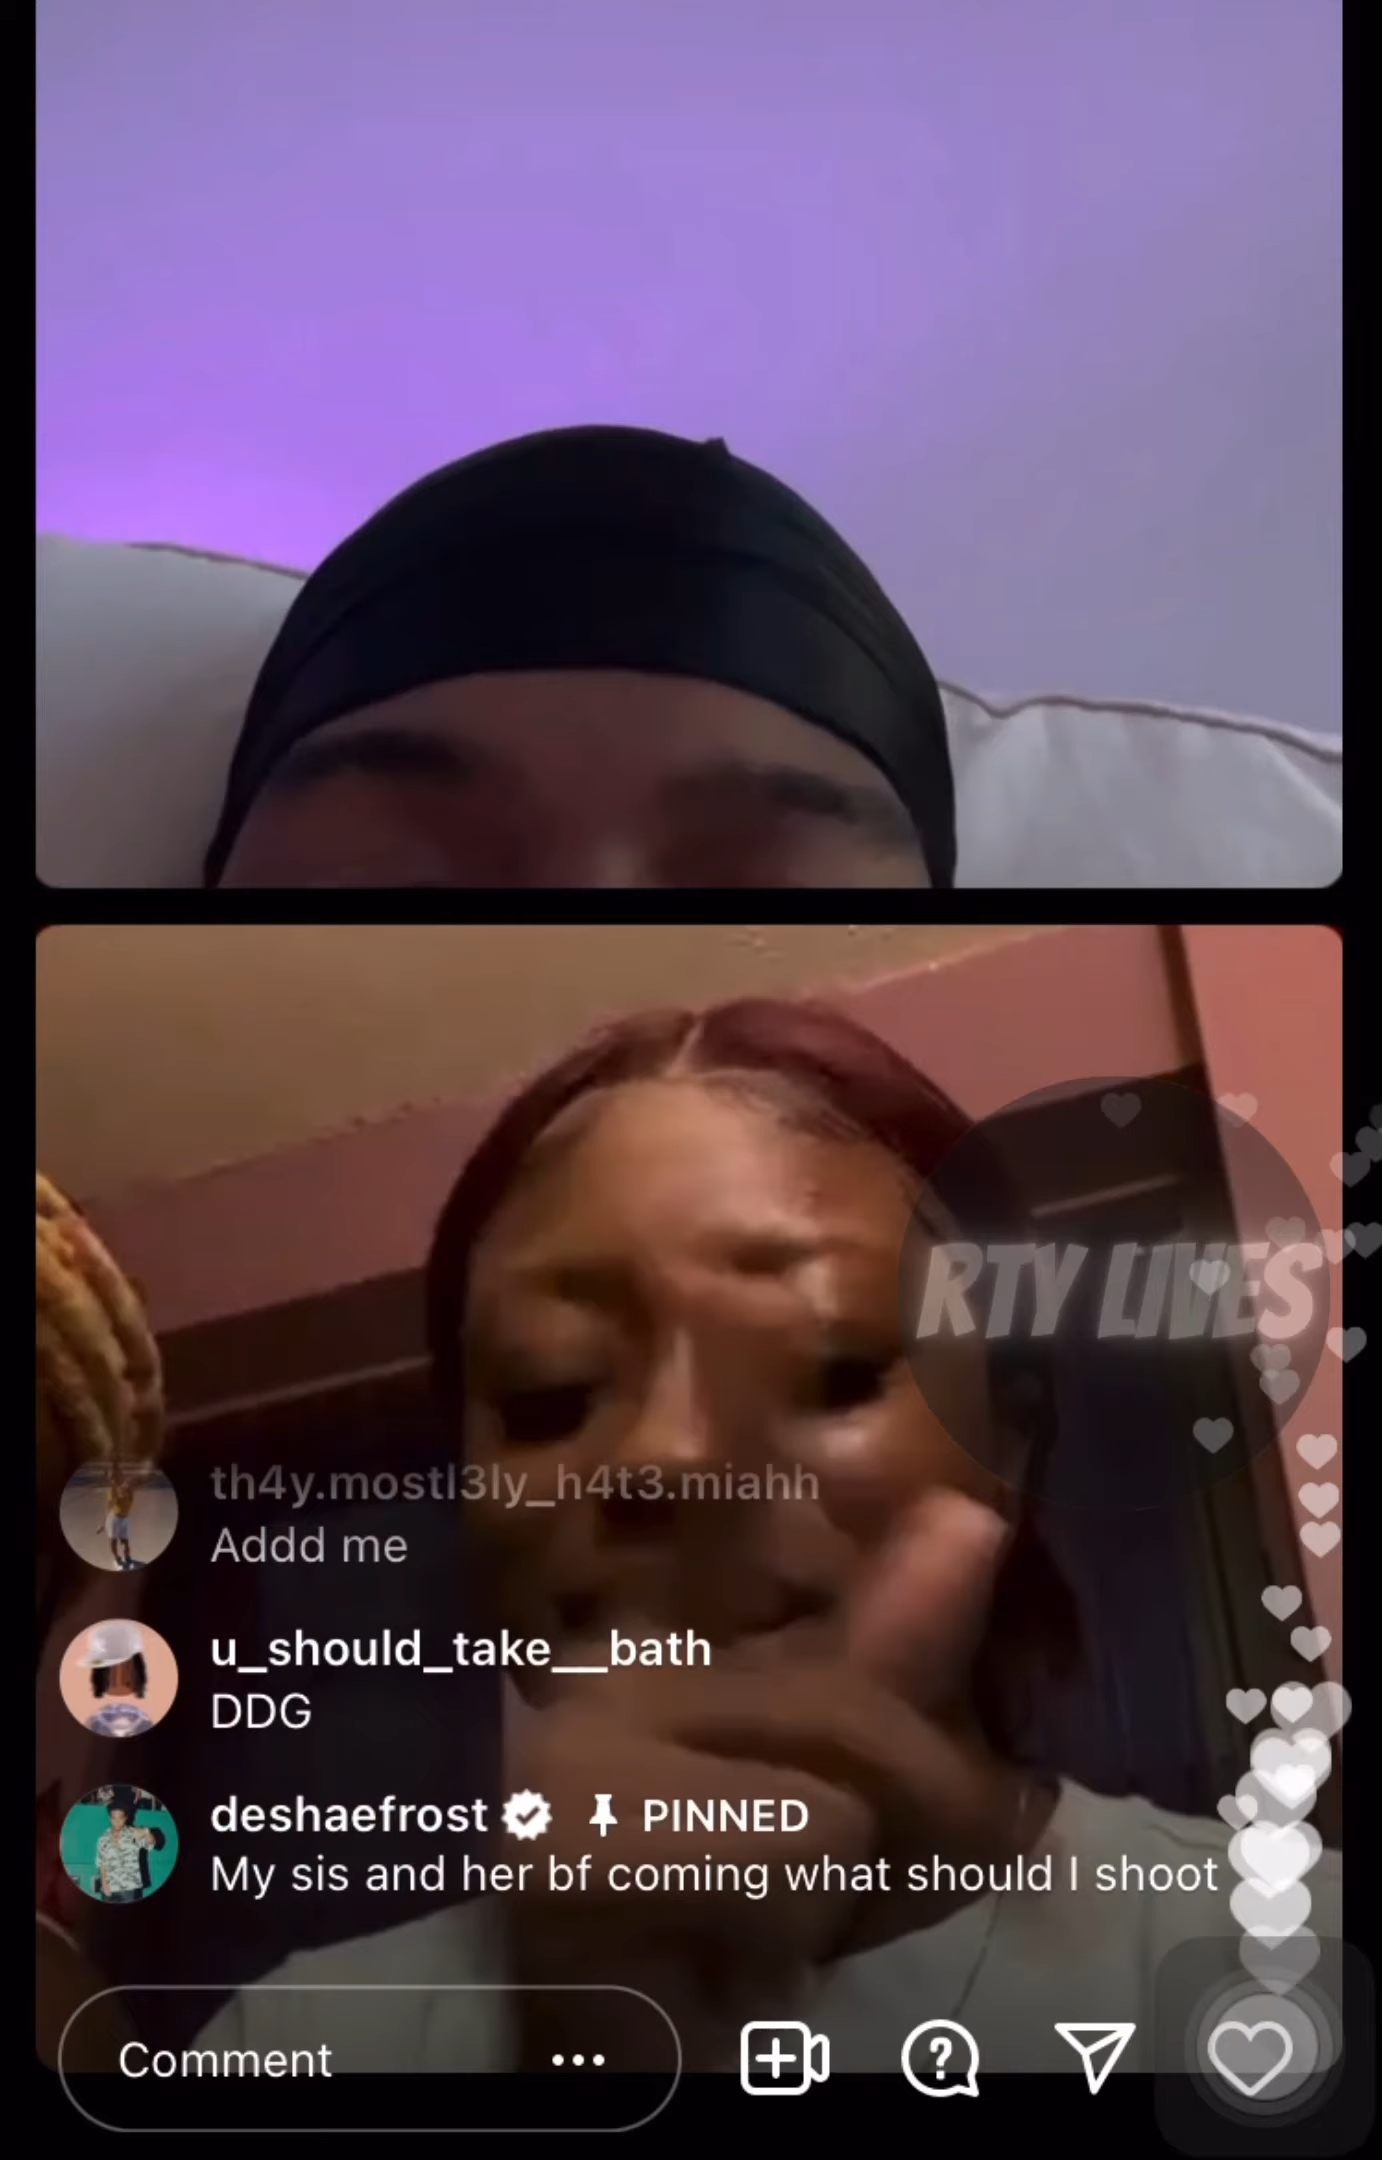 RTY LIVES
th4y.mostl3ly_h4t3.miahh
Addd me
u_should_take__bath
DDG
deshaefrost PINNED
My sis and her bf coming what should I shoot
Comment